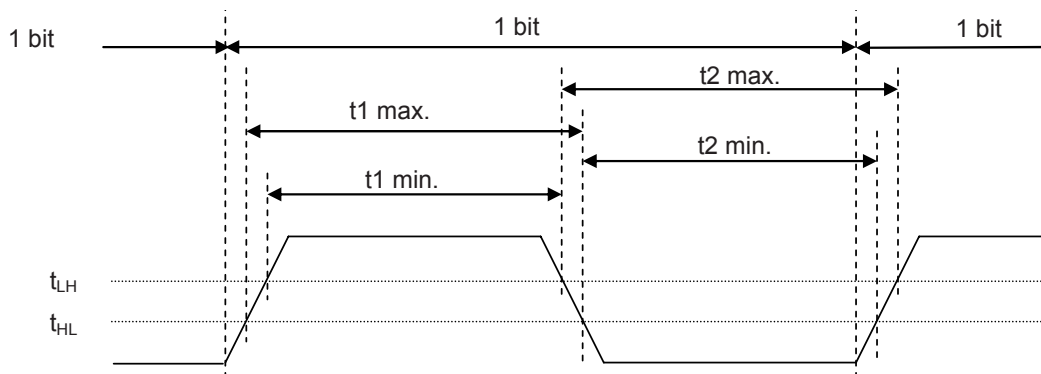 1 bit
1 bit
1 bit
t2 max.
t1 max.
t2 min.
t1 min.
tLH
tHL